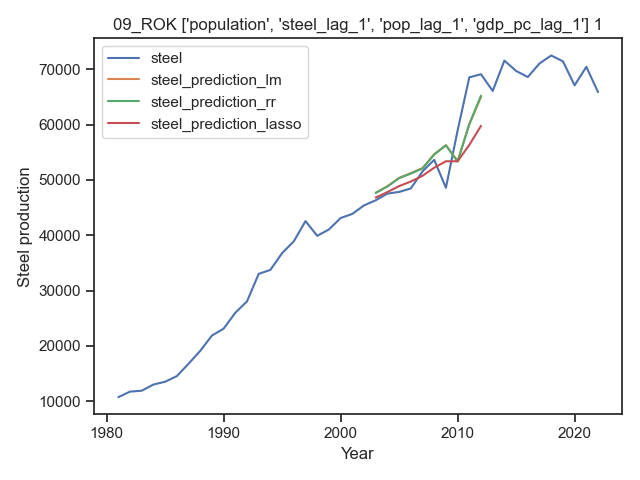 09_ROK ['population', 'steel_lag_1', 'pop_lag_1', 'gdp_pc_lag_1'] 1
steel
steel_prediction_lm
steel_prediction_rr
steel_prediction_lasso
Steel production
70000
60000
50000
40000
30000
20000
10000
1980 1990 2000 2010 2020
Year